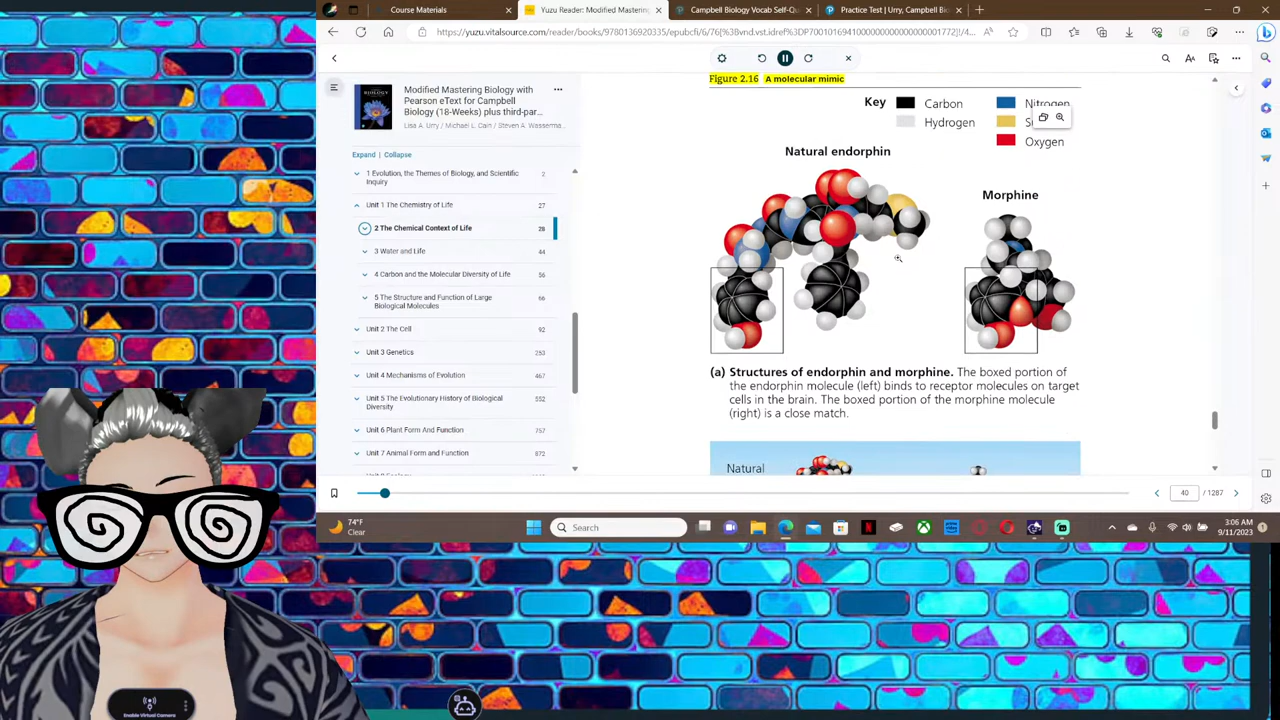 Course Materials
Yuzu Reader: Modified Mastering
Campbell Biology Vocab Self-Qu
Practice Test | Urry, Campbell B
https://yuzu.vitalsource.com/reader/books/9780136920335/epubcfi/6/76[%3Bvnd.vst.idref%3DP70010169410000000000000000001772]!/4...
Modified Mastering Biology with
Pearson eText for Campbell
Biology (18-Weeks) plus third-par...
Lisa A. Urry / Michael L. Cain / Steven A. Wasserma...
Expand | Collapse
1 Evolution, the Themes of Biology, and Scientific
Inquiry
2
Unit 1 The Chemistry of Life
27
2 The Chemical Context of Life
28
3 Water and Life
44
4 Carbon and the Molecular Diversity of Life
56
5 The Structure and Function of Large
Biological Molecules
66
Unit 2 The Cell
92
Unit 3 Genetics
253
Unit 4 Mechanisms of Evolution
467
Unit 5 The Evolutionary History of Biological
Diversity
552
Unit 6 Plant Form And Function
757
Unit 7 Animal Form and Function
872
Figure 2.16 A molecular mimic
Key
Carbon
Nitrogen
Hydrogen
Oxygen
Natural endorphin
Morphine
(a) Structures of endorphin and morphine. The boxed portion of
the endorphin molecule (left) binds to receptor molecules on target
cells in the brain. The boxed portion of the morphine molecule
(right) is a close match.
Natural
40 / 1287
74°F
Clear
Search
3:06 AM
9/11/2023
Enable Virtual Camera